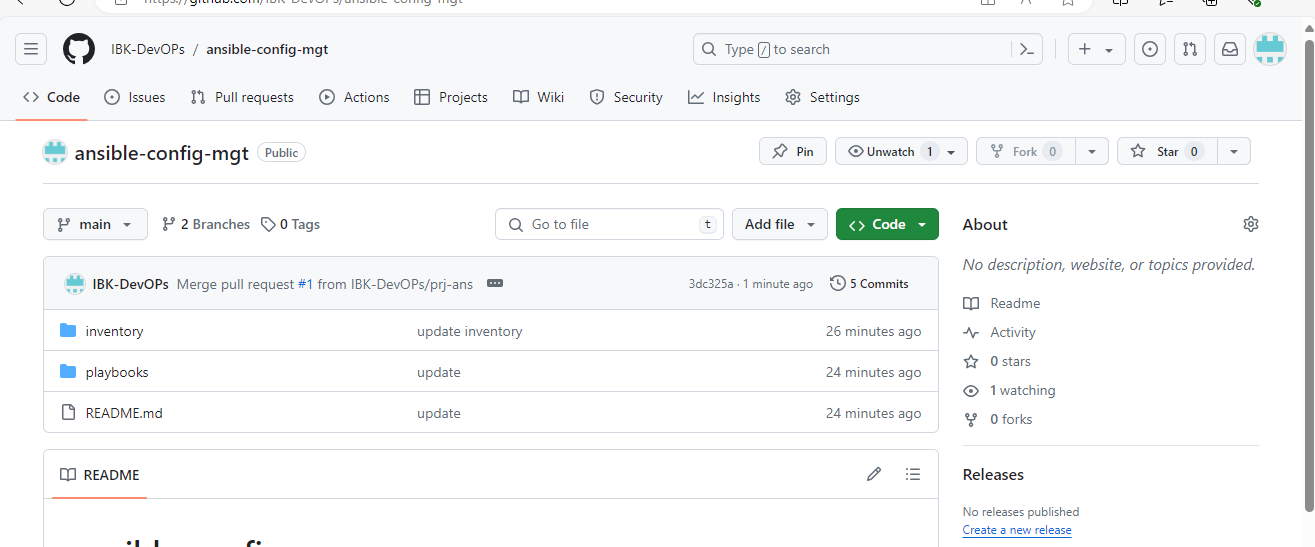 https://github.com/IBK-DevOPs/ansible-config-mgt
IBK-DevOPs / ansible-config-mgt
Type / to search
Code Issues Pull requests Actions Projects Wiki Security Insights Settings
ansible-config-mgt Public
Pin Unwatch 1 Fork 0 Star 0
main 2 Branches 0 Tags Go to file t Add file Code
IBK-DevOPs Merge pull request #1 from IBK-DevOPs/prj-ans 3dc325a · 1 minute ago 5 Commits
inventory update inventory 26 minutes ago
playbooks update 24 minutes ago
README.md update 24 minutes ago
README
About
No description, website, or topics provided.
Readme
Activity
0 stars
1 watching
0 forks
Releases
No releases published
Create a new release